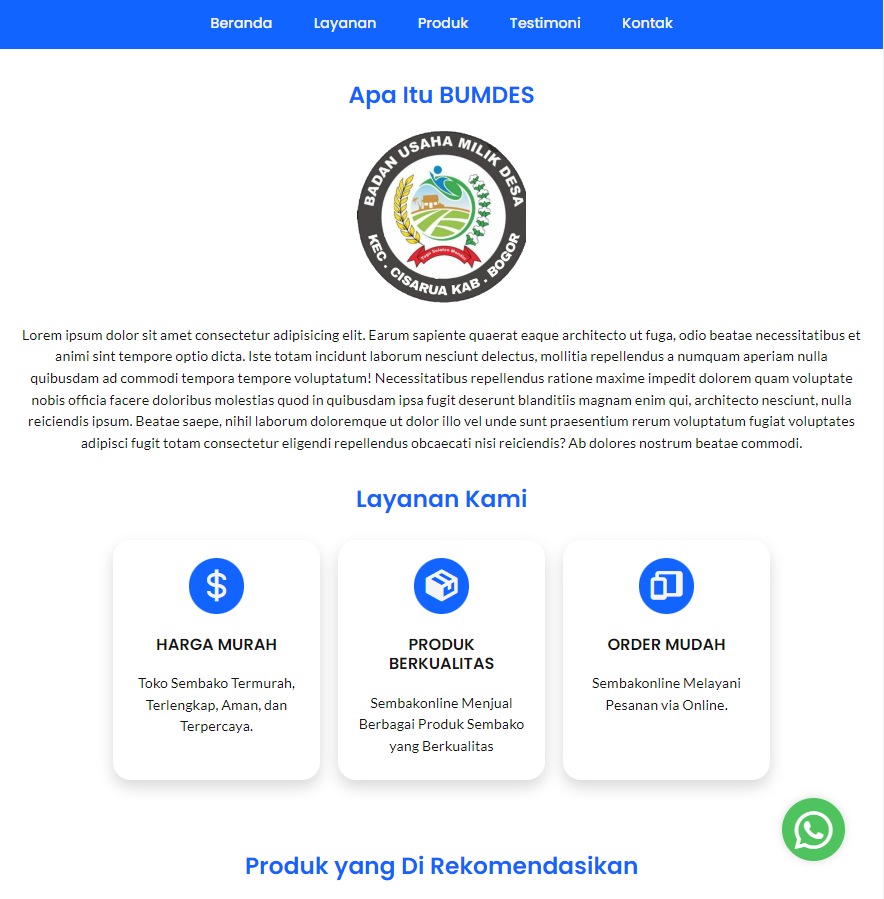 Beranda Layanan Produk Testimoni Kontak
Apa Itu BUMDES
BADAN USAHA MILIK DESA
KEC . CISARUA KAB . BOGOR
Lorem ipsum dolor sit amet consectetur adipisicing elit. Earum sapiente quaerat eaque architecto ut fuga, odio beatae necessitatibus et
animi sint tempore optio dicta. Iste totam incidunt laborum nesciunt delectus, mollitia repellendus a numquam aperiam nulla
quibusdam ad commodi tempora tempore voluptatum! Necessitatibus repellendus ratione maxime impedit dolorem quam voluptate
nobis officia facere doloribus molestias quod in quibusdam ipsa fugit deserunt blanditiis magnam enim qui, architecto nesciunt, nulla
reiciendis ipsum. Beatae saepe, nihil laborum doloremque ut dolor illo vel unde sunt praesentium rerum voluptatum fugiat voluptates
adipisci fugit totam consectetur eligendi repellendus obcaecati nisi reiciendis? Ab dolores nostrum beatae commodi.
Layanan Kami
$
HARGA MURAH
Toko Sembako Termurah,
Terlengkap, Aman, dan
Terpercaya.
PRODUK
BERKUALITAS
Sembakonline Menjual
Berbagai Produk Sembako
yang Berkualitas
ORDER MUDAH
Sembakonline Melayani
Pesanan via Online.
Produk yang Di Rekomendasikan